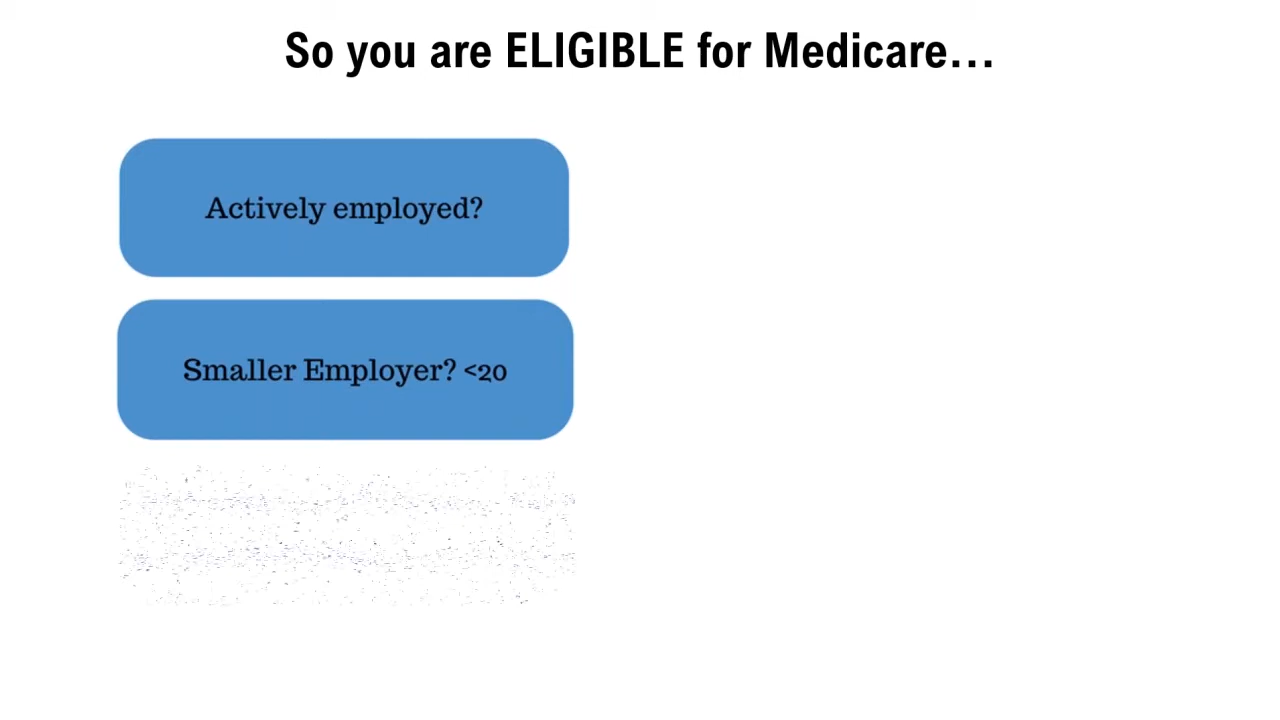 So you are ELIGIBLE for Medicare...
Actively employed?
Smaller Employer? <20